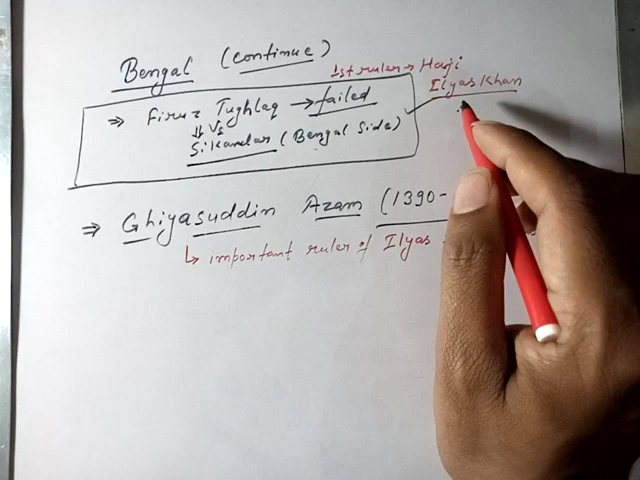 Bengal (continue)
1st ruler → Haji
Ilyas Khan
⇒ Firuz Tughlaq → failed
⇓ Vs
Sikandar (Bengal Side)
⇒ Ghiyasuddin Azam (1390-
↳ important ruler of Ilyas